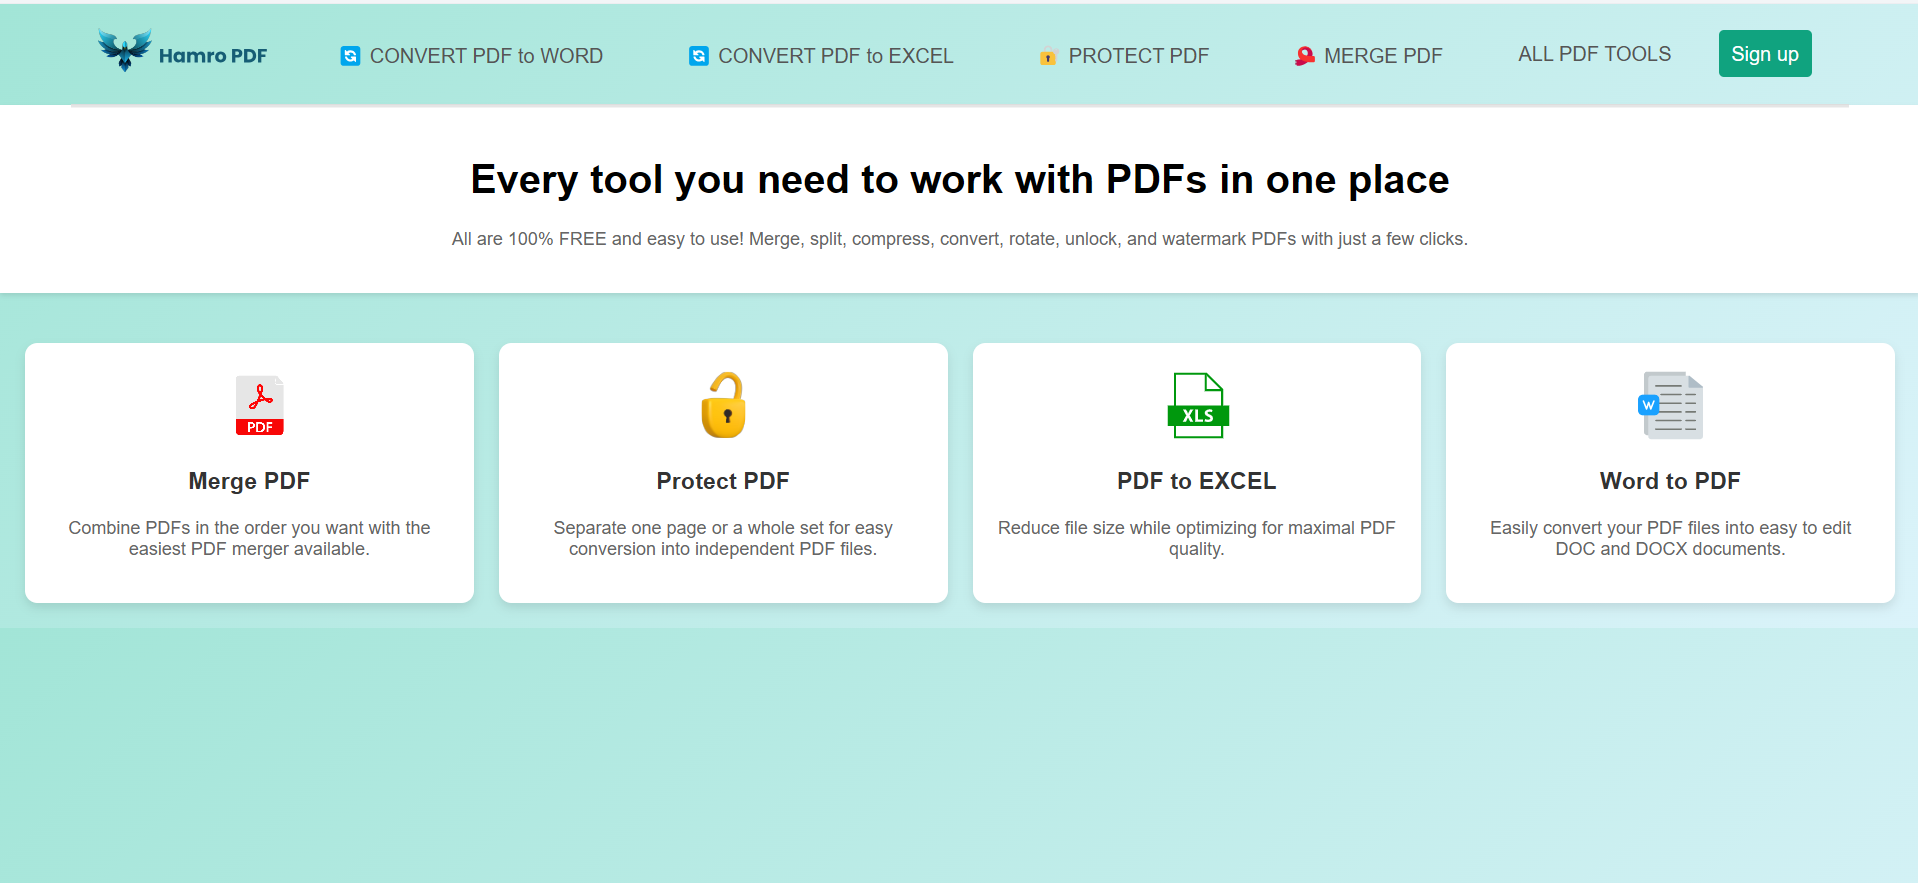 Hamro PDF
CONVERT PDF to WORD
CONVERT PDF to EXCEL
PROTECT PDF
MERGE PDF
ALL PDF TOOLS
Sign up
Every tool you need to work with PDFs in one place
All are 100% FREE and easy to use! Merge, split, compress, convert, rotate, unlock, and watermark PDFs with just a few clicks.
PDF
Merge PDF
Combine PDFs in the order you want with the
easiest PDF merger available.
Protect PDF
Separate one page or a whole set for easy
conversion into independent PDF files.
XLS
PDF to EXCEL
Reduce file size while optimizing for maximal PDF
quality.
W
Word to PDF
Easily convert your PDF files into easy to edit
DOC and DOCX documents.